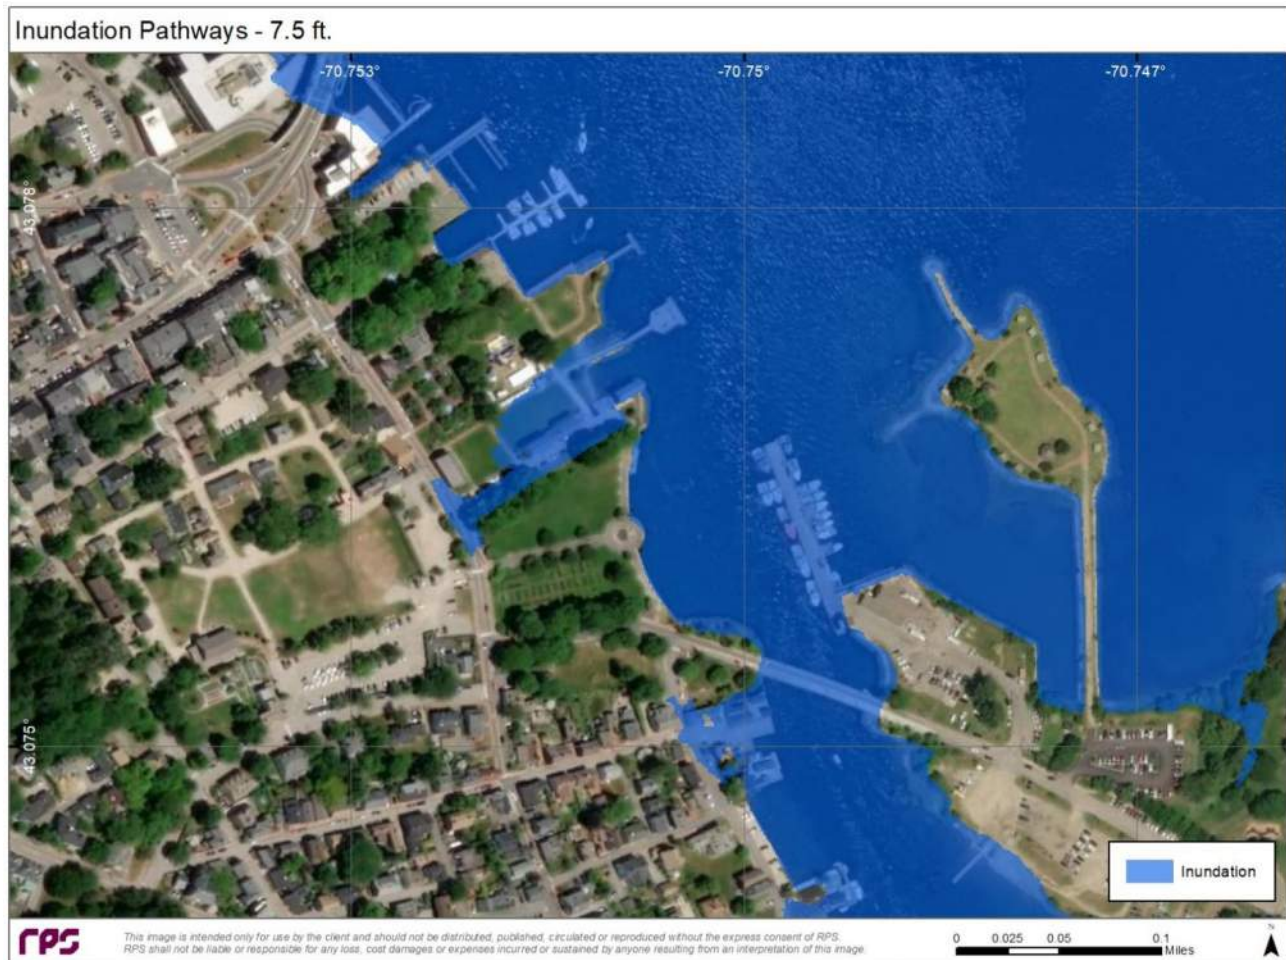 Inundation Pathways - 7.5 ft.
-70.753° -70.75° -70.747°
43.078°
43.075°
Inundation
rps
This image is intended only for use by the client and should not be distributed, published, circulated or reproduced without the express consent of RPS.
RPS shall not be liable or responsible for any loss, cost damages or expenses incurred or sustained by anyone resulting from an interpretation of this image.
0 0.025 0.05 0.1
Miles
N